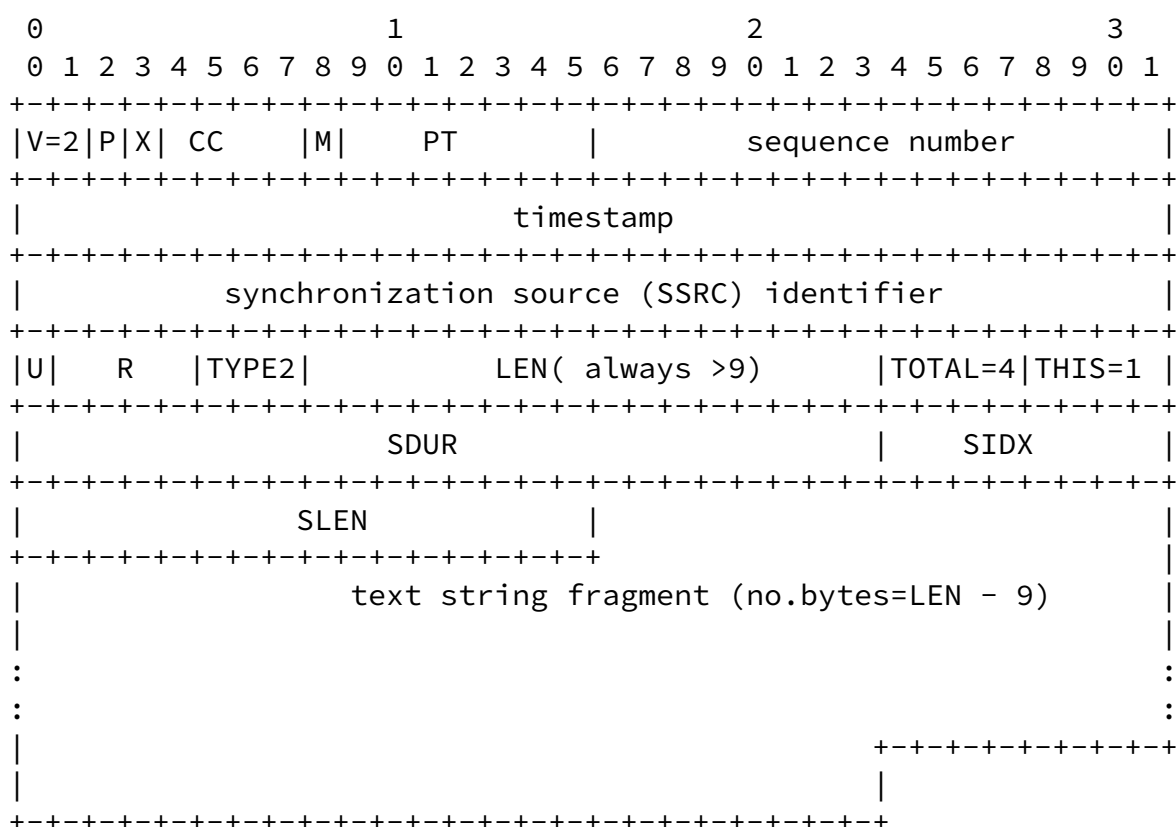 0                   1                   2                   3
 0 1 2 3 4 5 6 7 8 9 0 1 2 3 4 5 6 7 8 9 0 1 2 3 4 5 6 7 8 9 0 1
+-+-+-+-+-+-+-+-+-+-+-+-+-+-+-+-+-+-+-+-+-+-+-+-+-+-+-+-+-+-+-+-+
|V=2|P|X| CC    |M|    PT       |        sequence number        |
+-+-+-+-+-+-+-+-+-+-+-+-+-+-+-+-+-+-+-+-+-+-+-+-+-+-+-+-+-+-+-+-+
|                           timestamp                           |
+-+-+-+-+-+-+-+-+-+-+-+-+-+-+-+-+-+-+-+-+-+-+-+-+-+-+-+-+-+-+-+-+
|           synchronization source (SSRC) identifier            |
+-+-+-+-+-+-+-+-+-+-+-+-+-+-+-+-+-+-+-+-+-+-+-+-+-+-+-+-+-+-+-+-+
|U|   R   |TYPE2|          LEN( always >9)      |TOTAL=4|THIS=1 |
+-+-+-+-+-+-+-+-+-+-+-+-+-+-+-+-+-+-+-+-+-+-+-+-+-+-+-+-+-+-+-+-+
|                    SDUR                       |    SIDX       |
+-+-+-+-+-+-+-+-+-+-+-+-+-+-+-+-+-+-+-+-+-+-+-+-+-+-+-+-+-+-+-+-+
|               SLEN            |                               |
+-+-+-+-+-+-+-+-+-+-+-+-+-+-+-+-+                               |
|                  text string fragment (no.bytes=LEN - 9)      |
|                                                               |
:                                                               :
:                                                               :
|                                               +-+-+-+-+-+-+-+-+
|                                               |
+-+-+-+-+-+-+-+-+-+-+-+-+-+-+-+-+-+-+-+-+-+-+-+-+